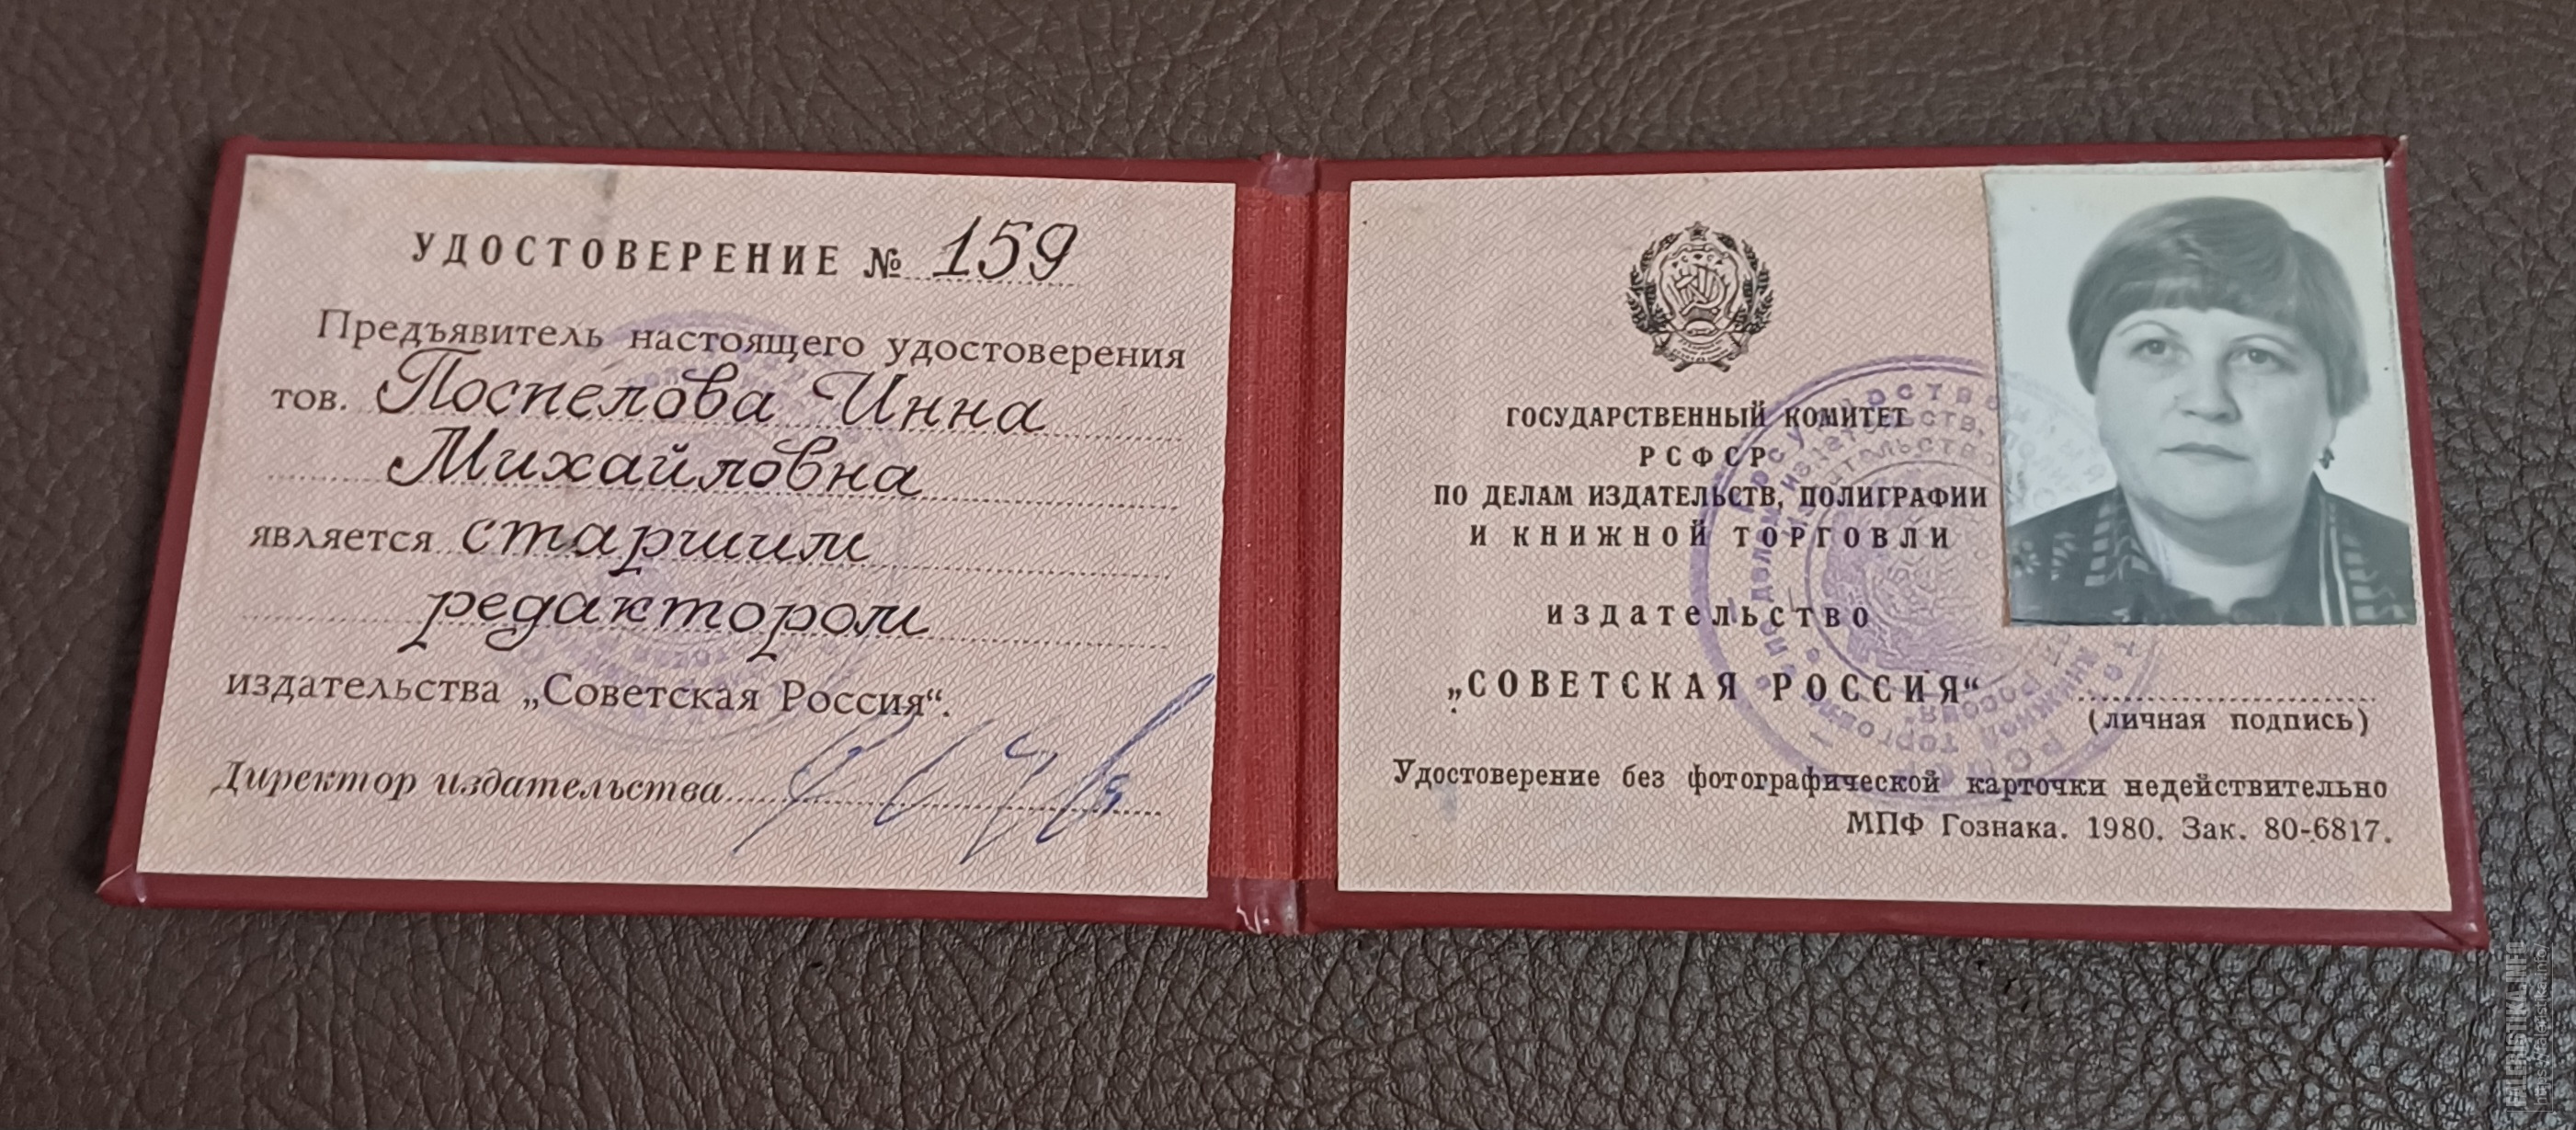 УДОСТОВЕРЕНИЕ № 159
Предъявитель настоящего удостоверения
тов. Поспелова Инна
Михайловна
является старшим
редактором
издательства „Советская Россия“.
Директор издательства
ГОСУДАРСТВЕННЫЙ КОМИТЕТ
РСФСР
ПО ДЕЛАМ ИЗДАТЕЛЬСТВ, ПОЛИГРАФИИ
И КНИЖНОЙ ТОРГОВЛИ
ИЗДАТЕЛЬСТВО
„СОВЕТСКАЯ РОССИЯ“
(личная подпись)
Удостоверение без фотографической карточки недействительно
МПФ Гознака. 1980. Зак. 80-6817.
FALERISTIKA.INFO